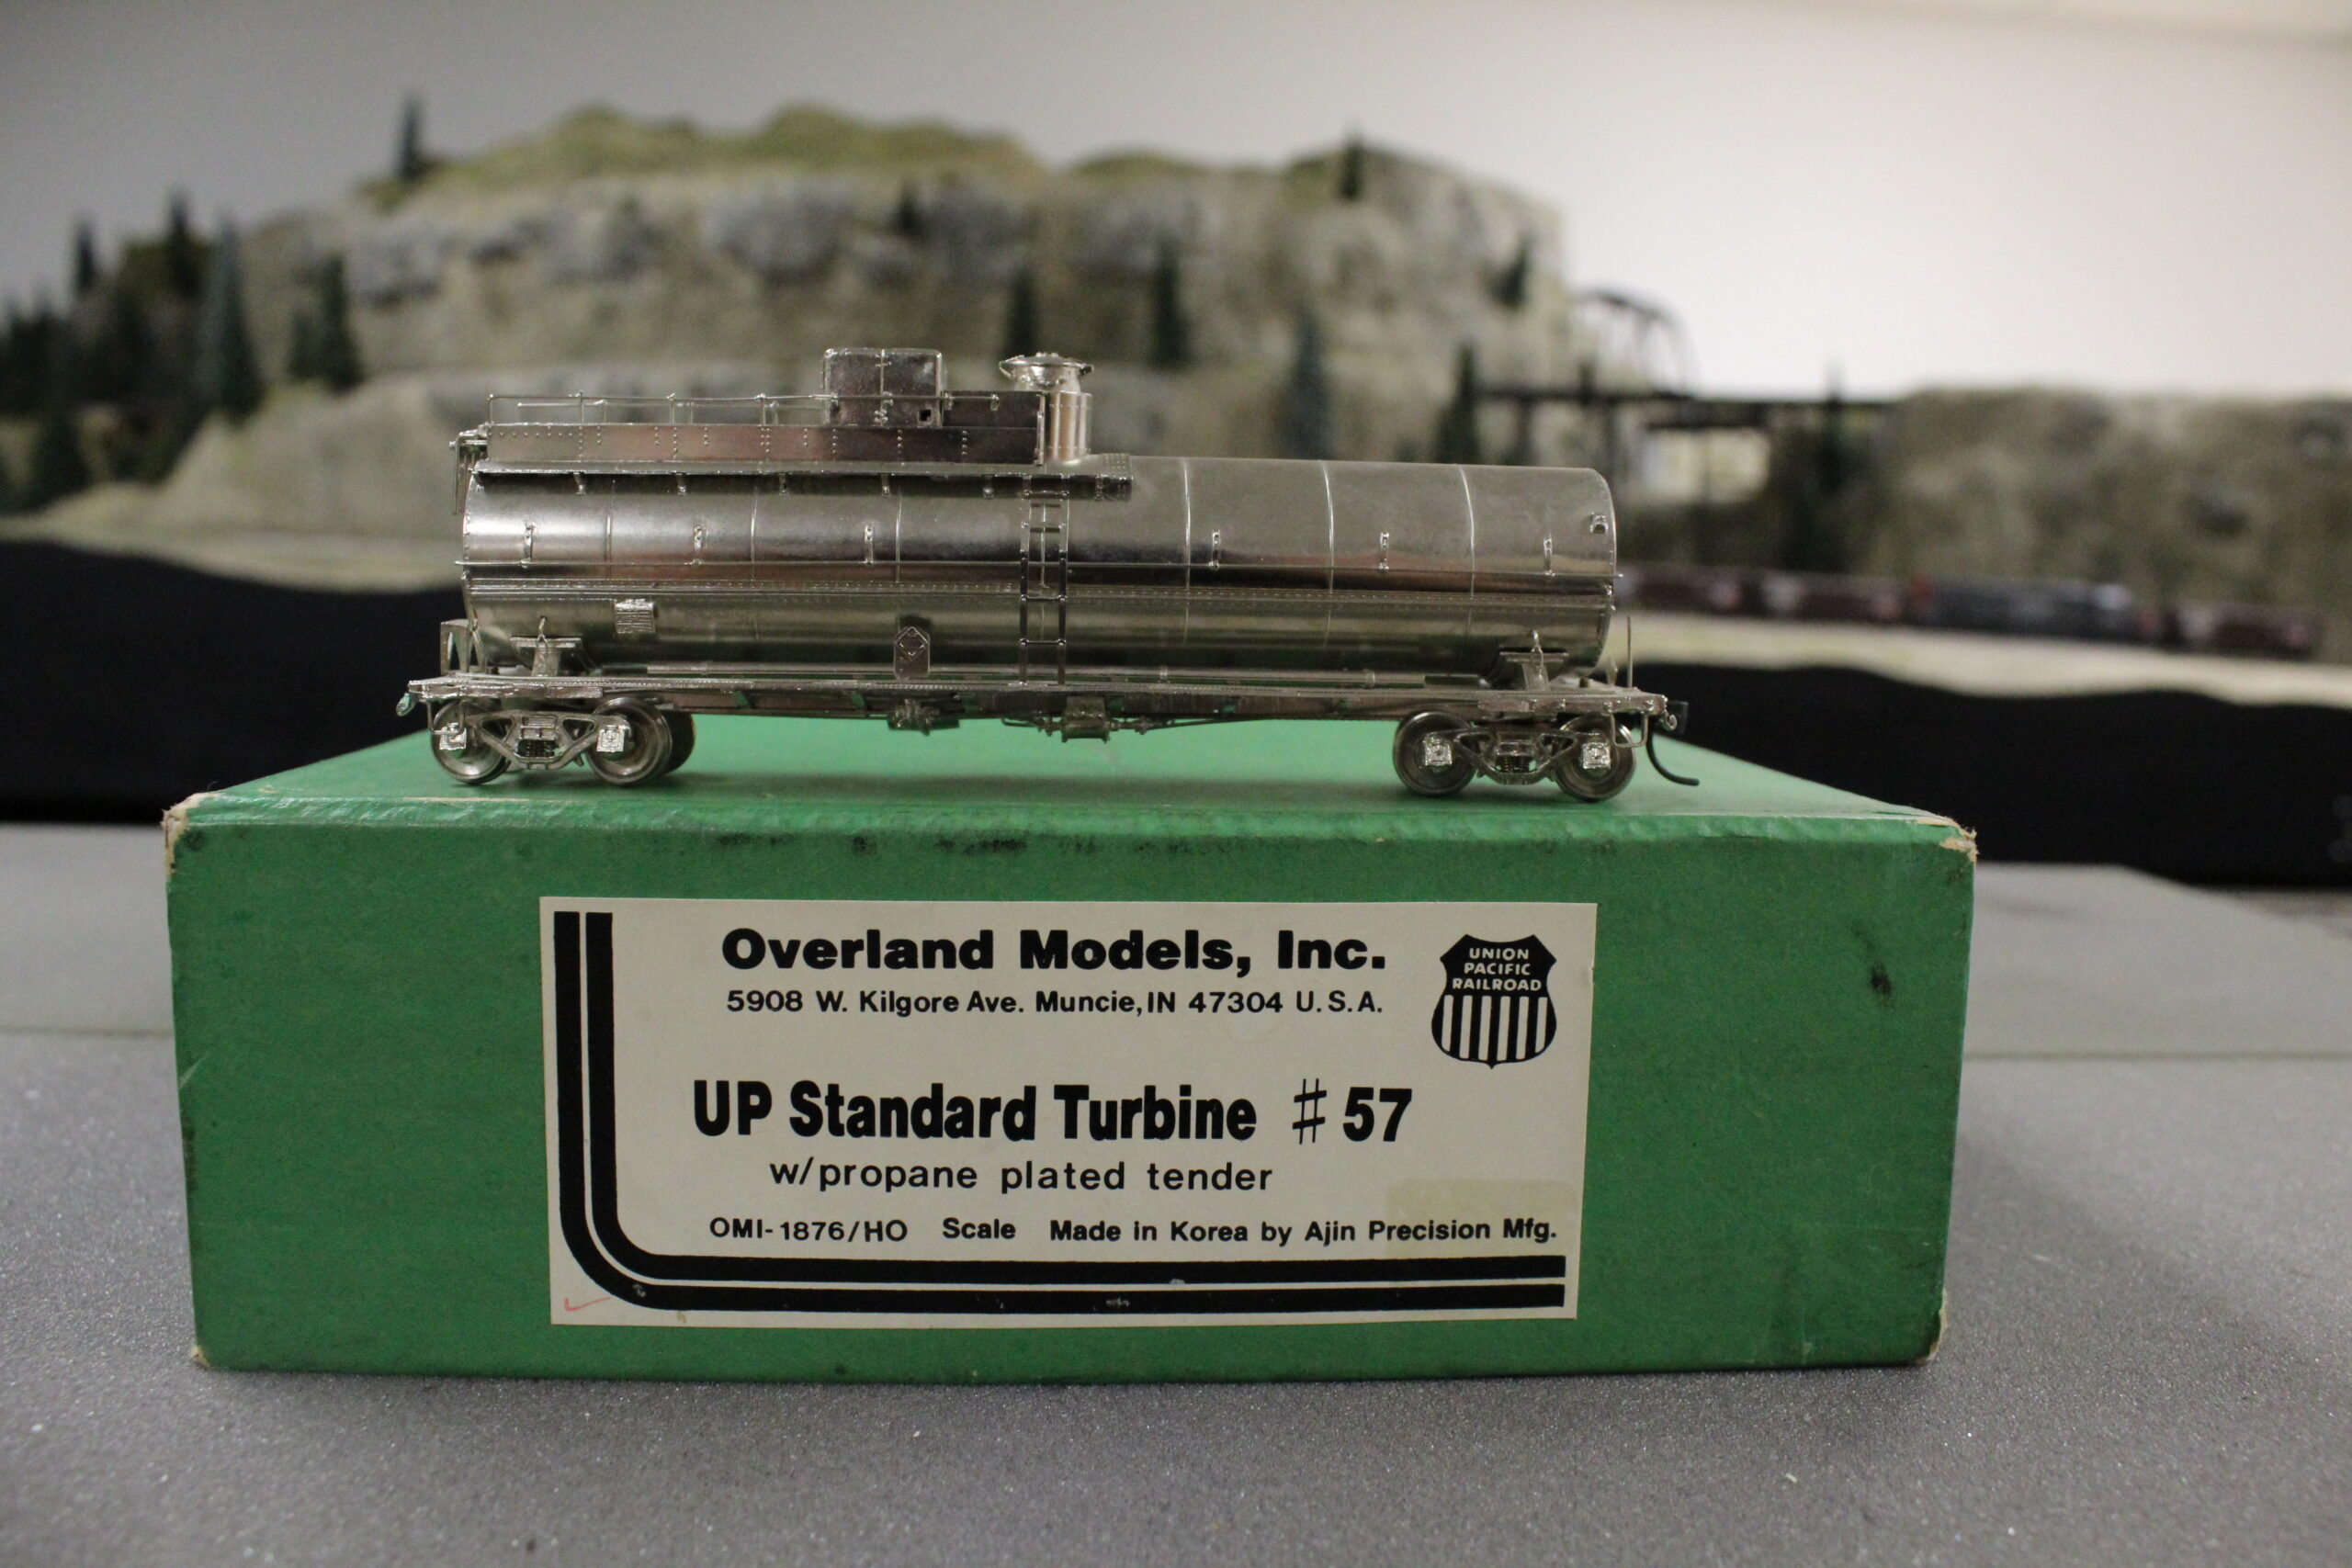 Overland Models, Inc.
5908 W. Kilgore Ave. Muncie, IN 47304 U.S.A.
UNION
PACIFIC
RAILROAD
UP Standard Turbine #57
w/propane plated tender
OMI-1876/HO Scale Made in Korea by Ajin Precision Mfg.